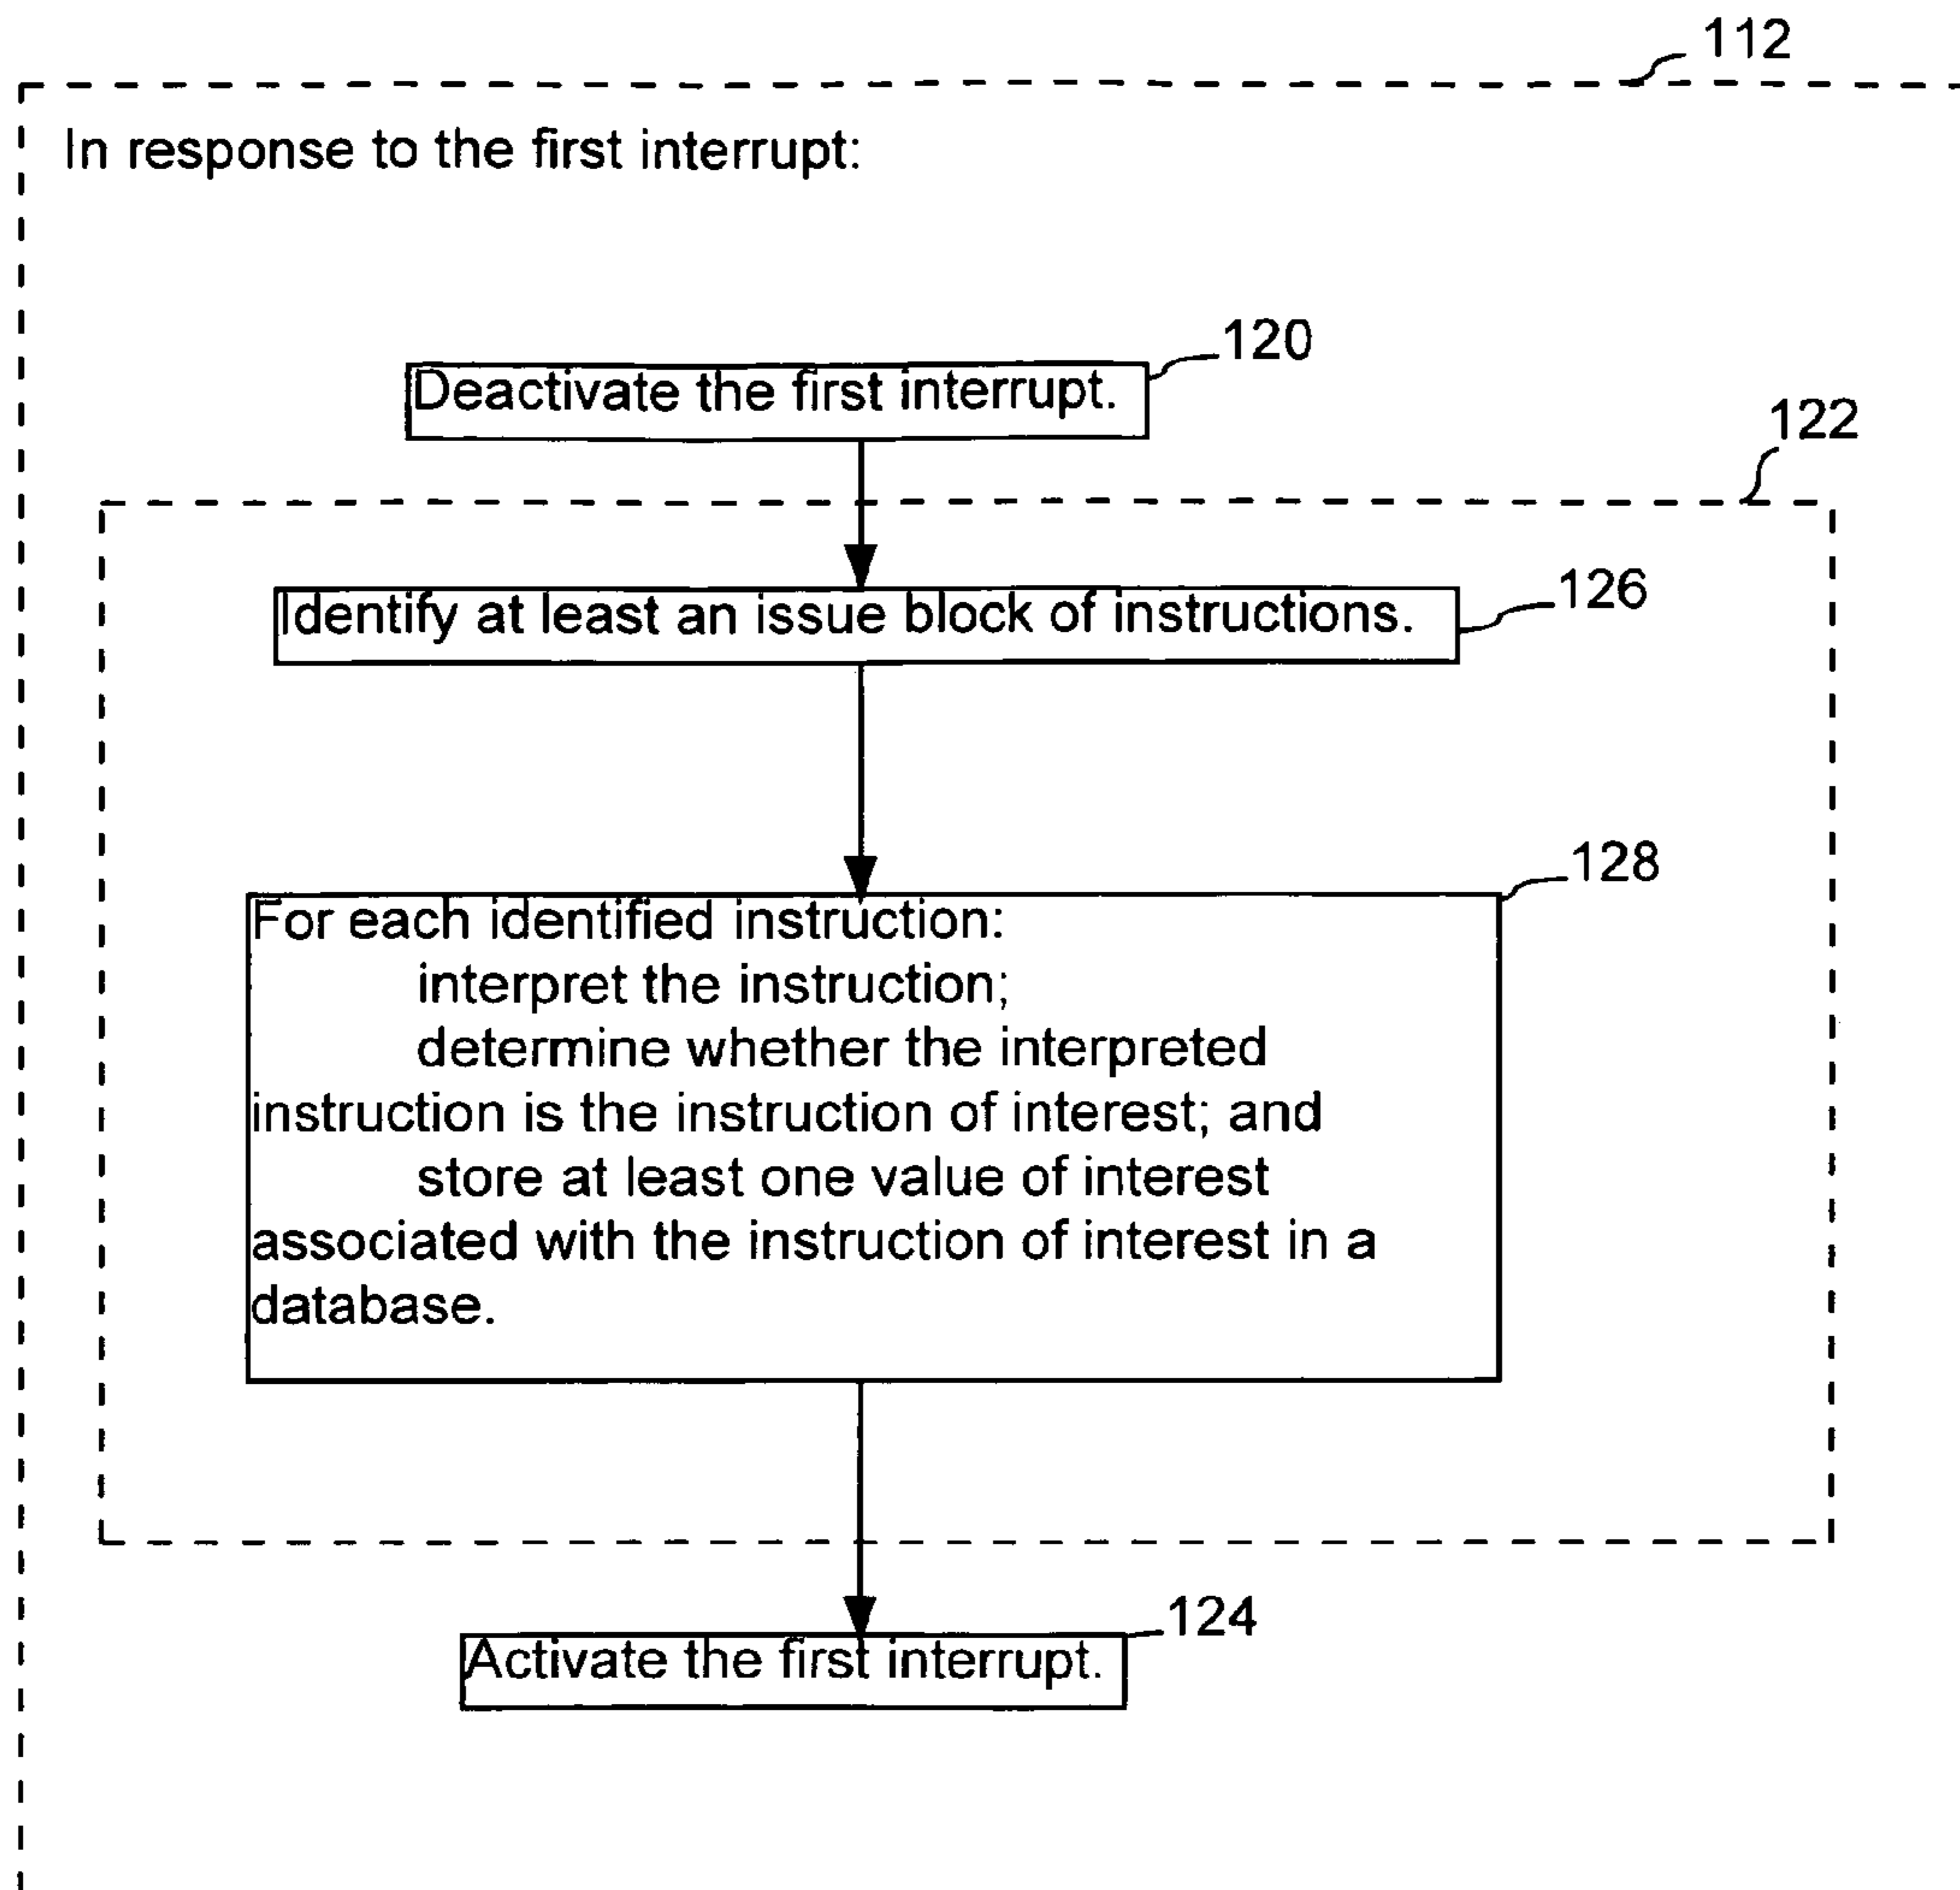 112
In response to the first interrupt:
120
Deactivate the first interrupt.
122
126
Identify at least an issue block of instructions.
128
For each identified instruction:
interpret the instruction;
determine whether the interpreted
instruction is the instruction of interest; and
store at least one value of interest
associated with the instruction of interest in a
database.
124
Activate the first interrupt.